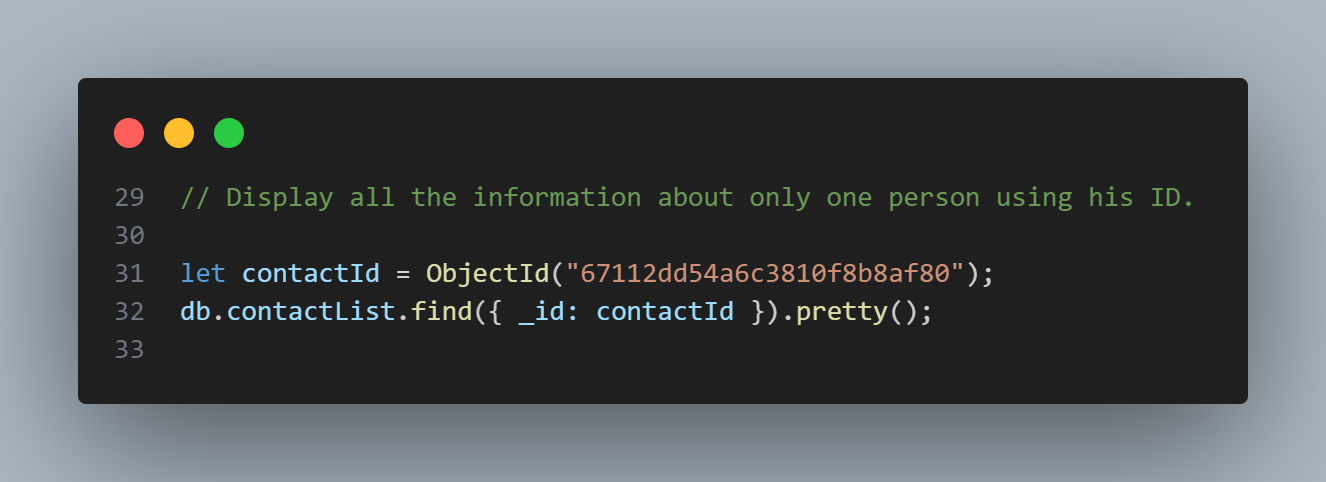 29 // Display all the information about only one person using his ID.
30
31 let contactId = ObjectId("67112dd54a6c3810f8b8af80");
32 db.contactList.find({ _id: contactId }).pretty();
33